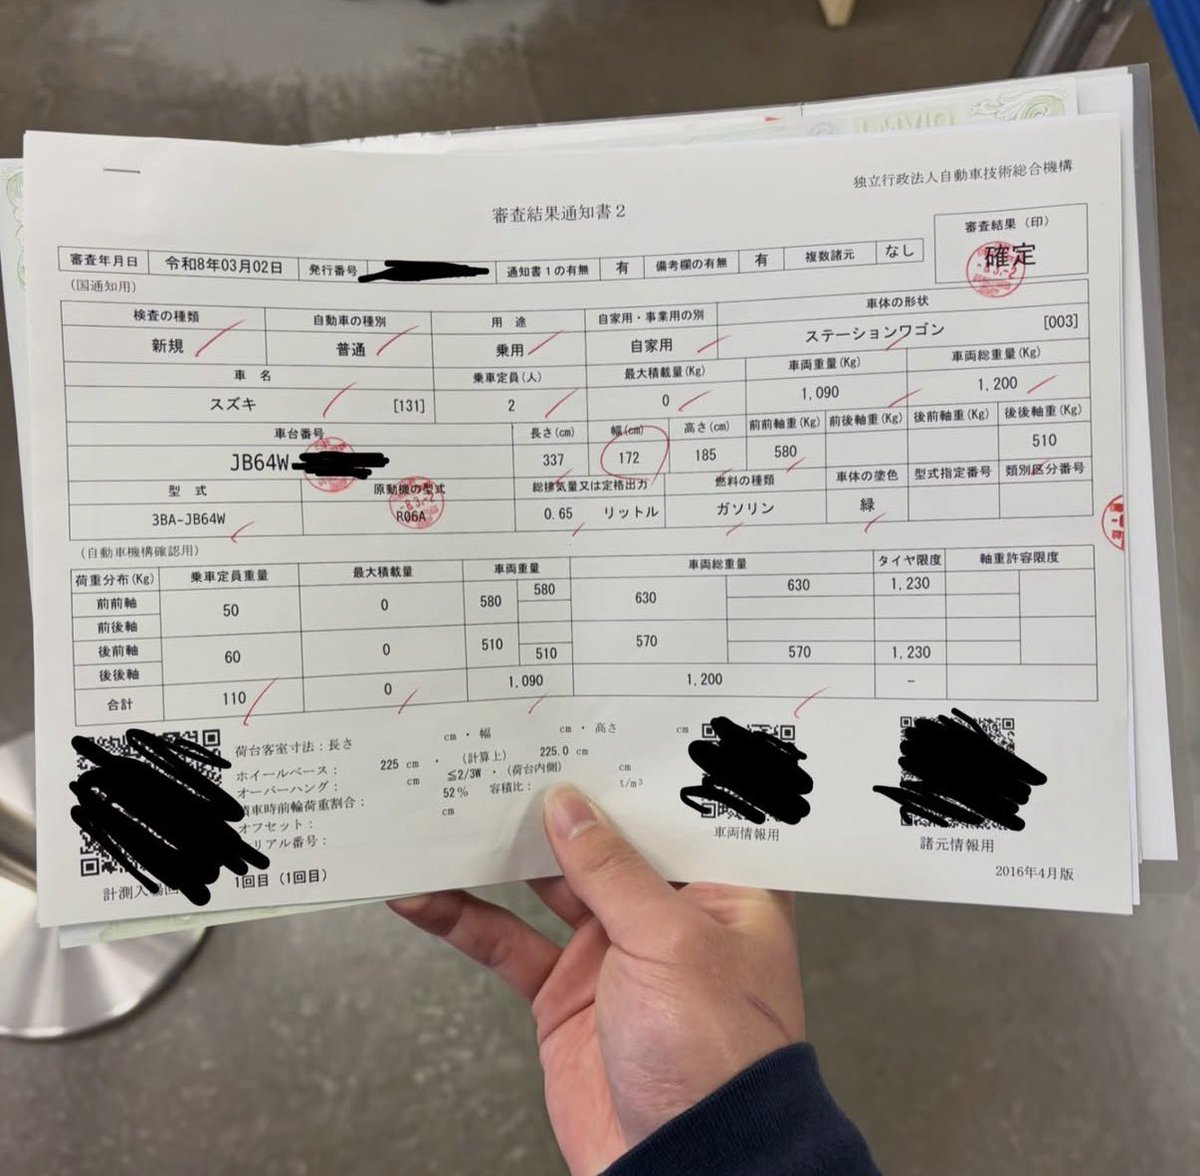 独立行政法人自動車技術総合機構
審査結果通知書2
審査年月日 令和8年03月02日 発行番号 通知書1の有無 有 備考欄の有無 有 複数諸元 なし
審査結果(印)
確定
(国通知用)
検査の種類 自動車の種別 用途 自家用・事業用の別 車体の形状
新規 普通 乗用 自家用 ステーションワゴン [003]
車名 乗車定員(人) 最大積載量(Kg) 車両重量(Kg) 車両総重量(Kg)
スズキ [131] 2 0 1,090 1,200
車台番号 長さ(cm) 幅(cm) 高さ(cm) 前前軸重(Kg) 前後軸重(Kg) 後前軸重(Kg) 後後軸重(Kg)
JB64W- 337 172 185 580 510
型式 原動機の型式 総排気量又は定格出力 燃料の種類 車体の塗色 型式指定番号 類別区分番号
3BA-JB64W R06A 0.65 リットル ガソリン 緑
(自動車機構確認用)
荷重分布(Kg) 乗車定員重量 最大積載量 車両重量 車両総重量 タイヤ限度 軸重許容限度
前前軸 50 0 580 580 630 630 1,230
前後軸
後前軸 60 0 510 510 570 570 1,230
後後軸
合計 110 0 1,090 1,200 -
荷台客室寸法:長さ cm・幅 cm・高さ cm
ホイールベース: 225 cm・(計算上) 225.0 cm
オーバーハング: cm ≦2/3W・(荷台内側) cm
積車時前輪荷重割合: 52% 容積比: t/m³
オフセット: cm
リアル番号:
計測入場回 1回目(1回目)
車両情報用
諸元情報用
2016年4月版